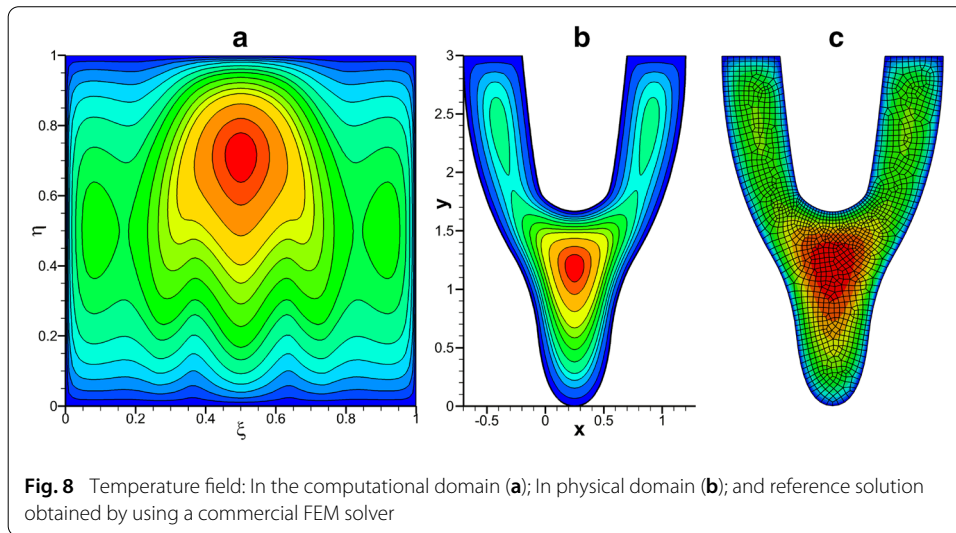 a
b
c
1
0.8
0.6
η
0.4
0.2
0
0
0.2
0.4
0.6
0.8
1
ξ
3
2.5
2
y
1.5
1
0.5
0
-0.5
0
0.5
1
x
Fig. 8 Temperature field: In the computational domain (a); In physical domain (b); and reference solution
obtained by using a commercial FEM solver